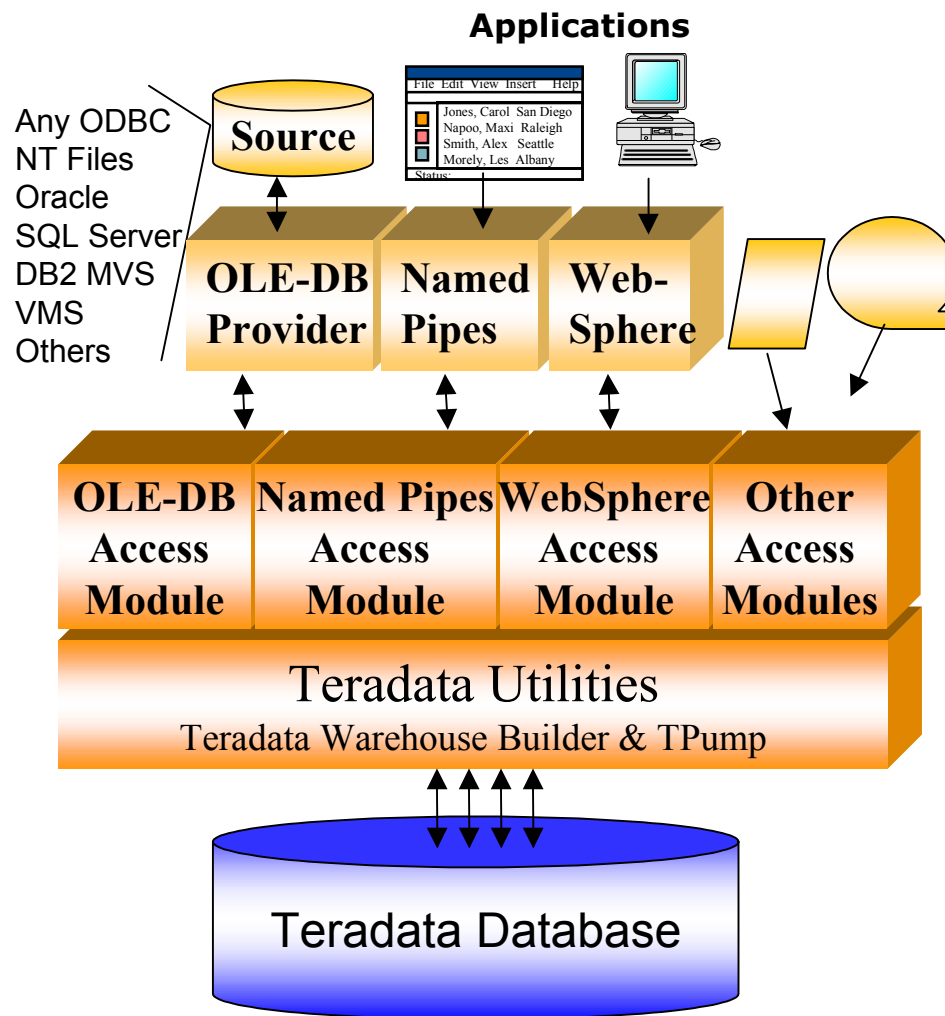 Applications
File Edit View Insert Help
Jones, Carol San Diego
Napoo, Maxi Raleigh
Smith, Alex Seattle
Morely, Les Albany
Status:
Any ODBC
NT Files
Oracle
SQL Server
DB2 MVS
VMS
Others
Source
OLE-DB
Provider
Named
Pipes
Web-
Sphere
OLE-DB
Access
Module
Named Pipes
Access
Module
WebSphere
Access
Module
Other
Access
Modules
Teradata Utilities
Teradata Warehouse Builder & TPump
Teradata Database